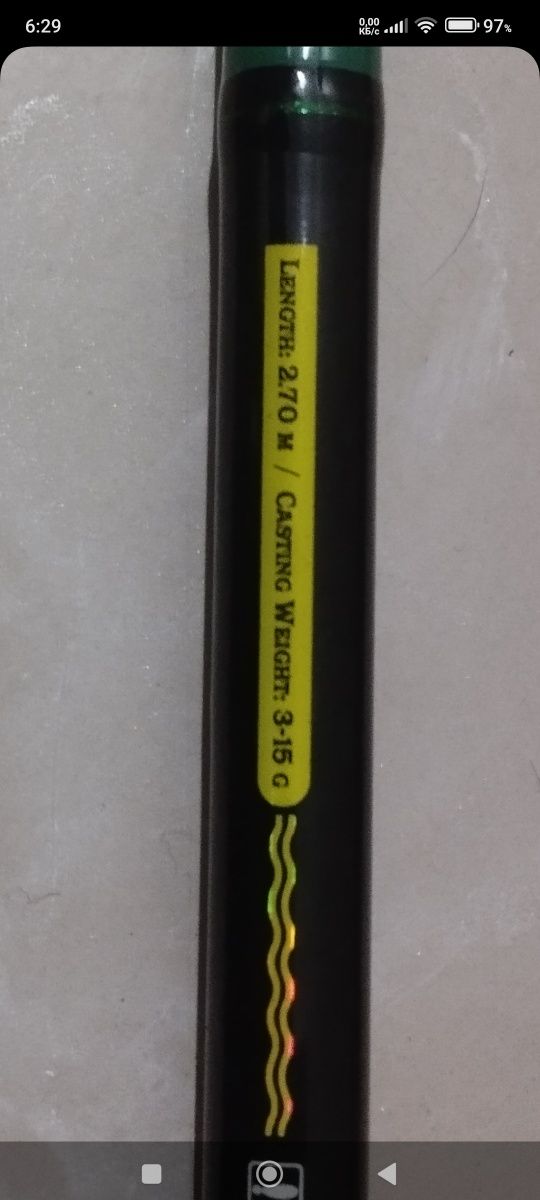 6:29
0,00
КБ/с
97%
LENGTH: 2.70 M / CASTING WEIGHT: 3-15 G